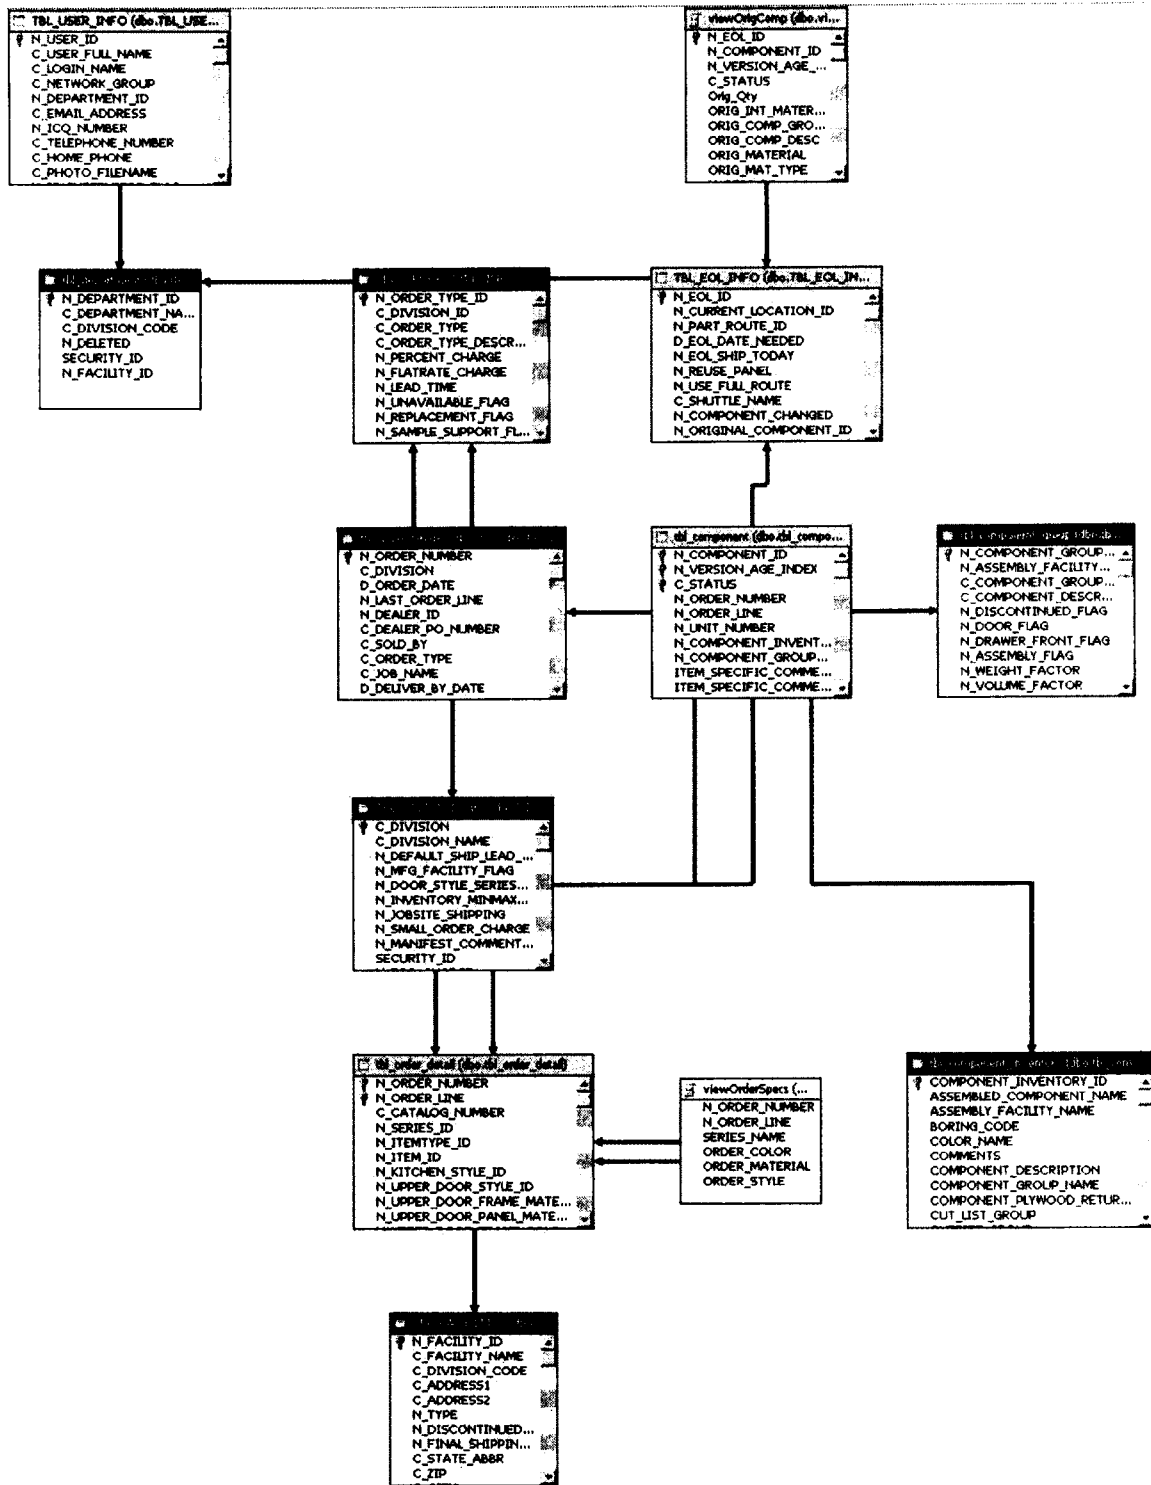 TBL_USER_INFO (dbo.TBL_USE...
N_USER_ID
C_USER_FULL_NAME
C_LOGIN_NAME
C_NETWORK_GROUP
N_DEPARTMENT_ID
C_EMAIL_ADDRESS
N_ICQ_NUMBER
C_TELEPHONE_NUMBER
C_HOME_PHONE
C_PHOTO_FILENAME
viewOrigComp (dbo.vi...
N_EOL_ID
N_COMPONENT_ID
N_VERSION_AGE_...
C_STATUS
Orig_Qty
ORIG_INT_MATER...
ORIG_COMP_GRO...
ORIG_COMP_DESC
ORIG_MATERIAL
ORIG_MAT_TYPE
N_DEPARTMENT_ID
C_DEPARTMENT_NA...
C_DIVISION_CODE
N_DELETED
SECURITY_ID
N_FACILITY_ID
N_ORDER_TYPE_ID
C_DIVISION_ID
C_ORDER_TYPE
C_ORDER_TYPE_DESCR...
N_PERCENT_CHARGE
N_FLATRATE_CHARGE
N_LEAD_TIME
N_UNAVAILABLE_FLAG
N_REPLACEMENT_FLAG
N_SAMPLE_SUPPORT_FL...
TBL_EOL_INFO (dbo.TBL_EOL_IN...
N_EOL_ID
N_CURRENT_LOCATION_ID
N_PART_ROUTE_ID
D_EOL_DATE_NEEDED
N_EOL_SHIP_TODAY
N_REUSE_PANEL
N_USE_FULL_ROUTE
C_SHUTTLE_NAME
N_COMPONENT_CHANGED
N_ORIGINAL_COMPONENT_ID
N_ORDER_NUMBER
C_DIVISION
D_ORDER_DATE
N_LAST_ORDER_LINE
N_DEALER_ID
C_DEALER_PO_NUMBER
C_SOLD_BY
C_ORDER_TYPE
C_JOB_NAME
D_DELIVER_BY_DATE
tbl_component (dbo.tbl_compo...
N_COMPONENT_ID
N_VERSION_AGE_INDEX
C_STATUS
N_ORDER_NUMBER
N_ORDER_LINE
N_UNIT_NUMBER
N_COMPONENT_INVENT...
N_COMPONENT_GROUP...
ITEM_SPECIFIC_COMME...
ITEM_SPECIFIC_COMME...
N_COMPONENT_GROUP...
N_ASSEMBLY_FACILITY...
C_COMPONENT_GROUP...
C_COMPONENT_DESCR...
N_DISCONTINUED_FLAG
N_DOOR_FLAG
N_DRAWER_FRONT_FLAG
N_ASSEMBLY_FLAG
N_WEIGHT_FACTOR
N_VOLUME_FACTOR
C_DIVISION
C_DIVISION_NAME
N_DEFAULT_SHIP_LEAD_...
N_MFG_FACILITY_FLAG
N_DOOR_STYLE_SERIES...
N_INVENTORY_MINMAX...
N_JOBSITE_SHIPPING
N_SMALL_ORDER_CHARGE
N_MANIFEST_COMMENT...
SECURITY_ID
tbl_order_detail (dbo.tbl_order_detail)
N_ORDER_NUMBER
N_ORDER_LINE
C_CATALOG_NUMBER
N_SERIES_ID
N_ITEMTYPE_ID
N_ITEM_ID
N_KITCHEN_STYLE_ID
N_UPPER_DOOR_STYLE_ID
N_UPPER_DOOR_FRAME_MATE...
N_UPPER_DOOR_PANEL_MATE...
viewOrderSpecs (...
N_ORDER_NUMBER
N_ORDER_LINE
SERIES_NAME
ORDER_COLOR
ORDER_MATERIAL
ORDER_STYLE
COMPONENT_INVENTORY_ID
ASSEMBLED_COMPONENT_NAME
ASSEMBLY_FACILITY_NAME
BORING_CODE
COLOR_NAME
COMMENTS
COMPONENT_DESCRIPTION
COMPONENT_GROUP_NAME
COMPONENT_PLYWOOD_RETUR...
CUT_LIST_GROUP
N_FACILITY_ID
C_FACILITY_NAME
C_DIVISION_CODE
C_ADDRESS1
C_ADDRESS2
N_TYPE
N_DISCONTINUED...
N_FINAL_SHIPPIN...
C_STATE_ABBR
C_ZIP